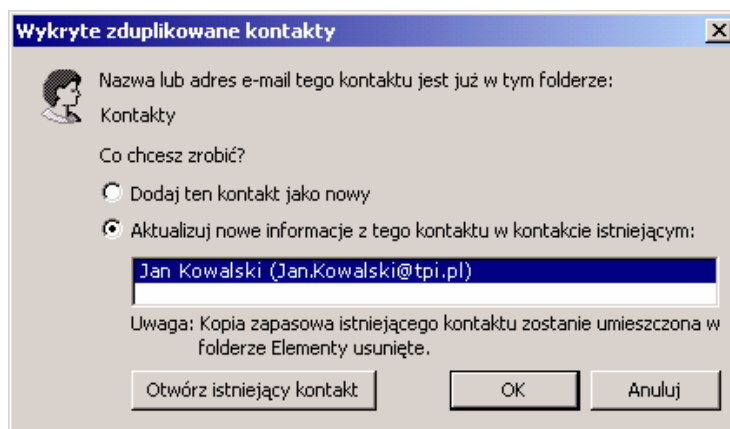 Wykryte zduplikowane kontakty
Nazwa lub adres e-mail tego kontaktu jest już w tym folderze:
Kontakty
Co chcesz zrobić?
Dodaj ten kontakt jako nowy
Aktualizuj nowe informacje z tego kontaktu w kontakcie istniejącym:
Jan Kowalski (Jan.Kowalski@tpi.pl)
Uwaga: Kopia zapasowa istniejącego kontaktu zostanie umieszczona w
folderze Elementy usunięte.
Otwórz istniejący kontakt OK Anuluj